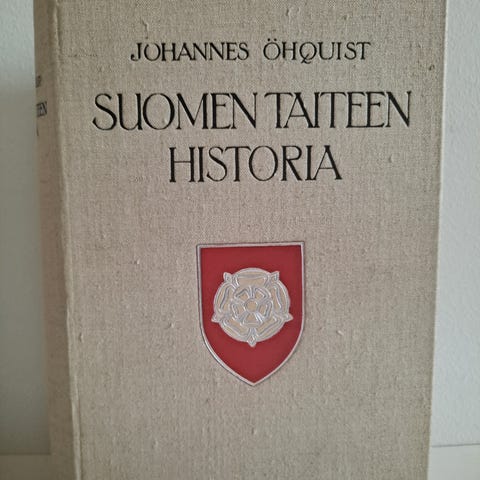 JOHANNES ÖHQUIST
SUOMEN TAITEEN
HISTORIA